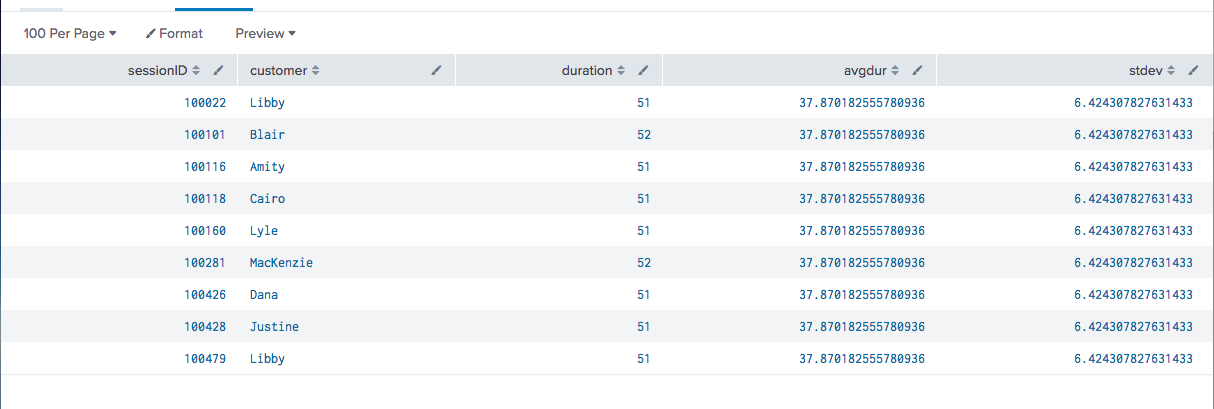 100 Per Page Format Preview
sessionID customer duration avgdur stdev
100022 Libby 51 37.870182555780936 6.424307827631433
100101 Blair 52 37.870182555780936 6.424307827631433
100116 Amity 51 37.870182555780936 6.424307827631433
100118 Cairo 51 37.870182555780936 6.424307827631433
100160 Lyle 51 37.870182555780936 6.424307827631433
100281 MacKenzie 52 37.870182555780936 6.424307827631433
100426 Dana 51 37.870182555780936 6.424307827631433
100428 Justine 51 37.870182555780936 6.424307827631433
100479 Libby 51 37.870182555780936 6.424307827631433